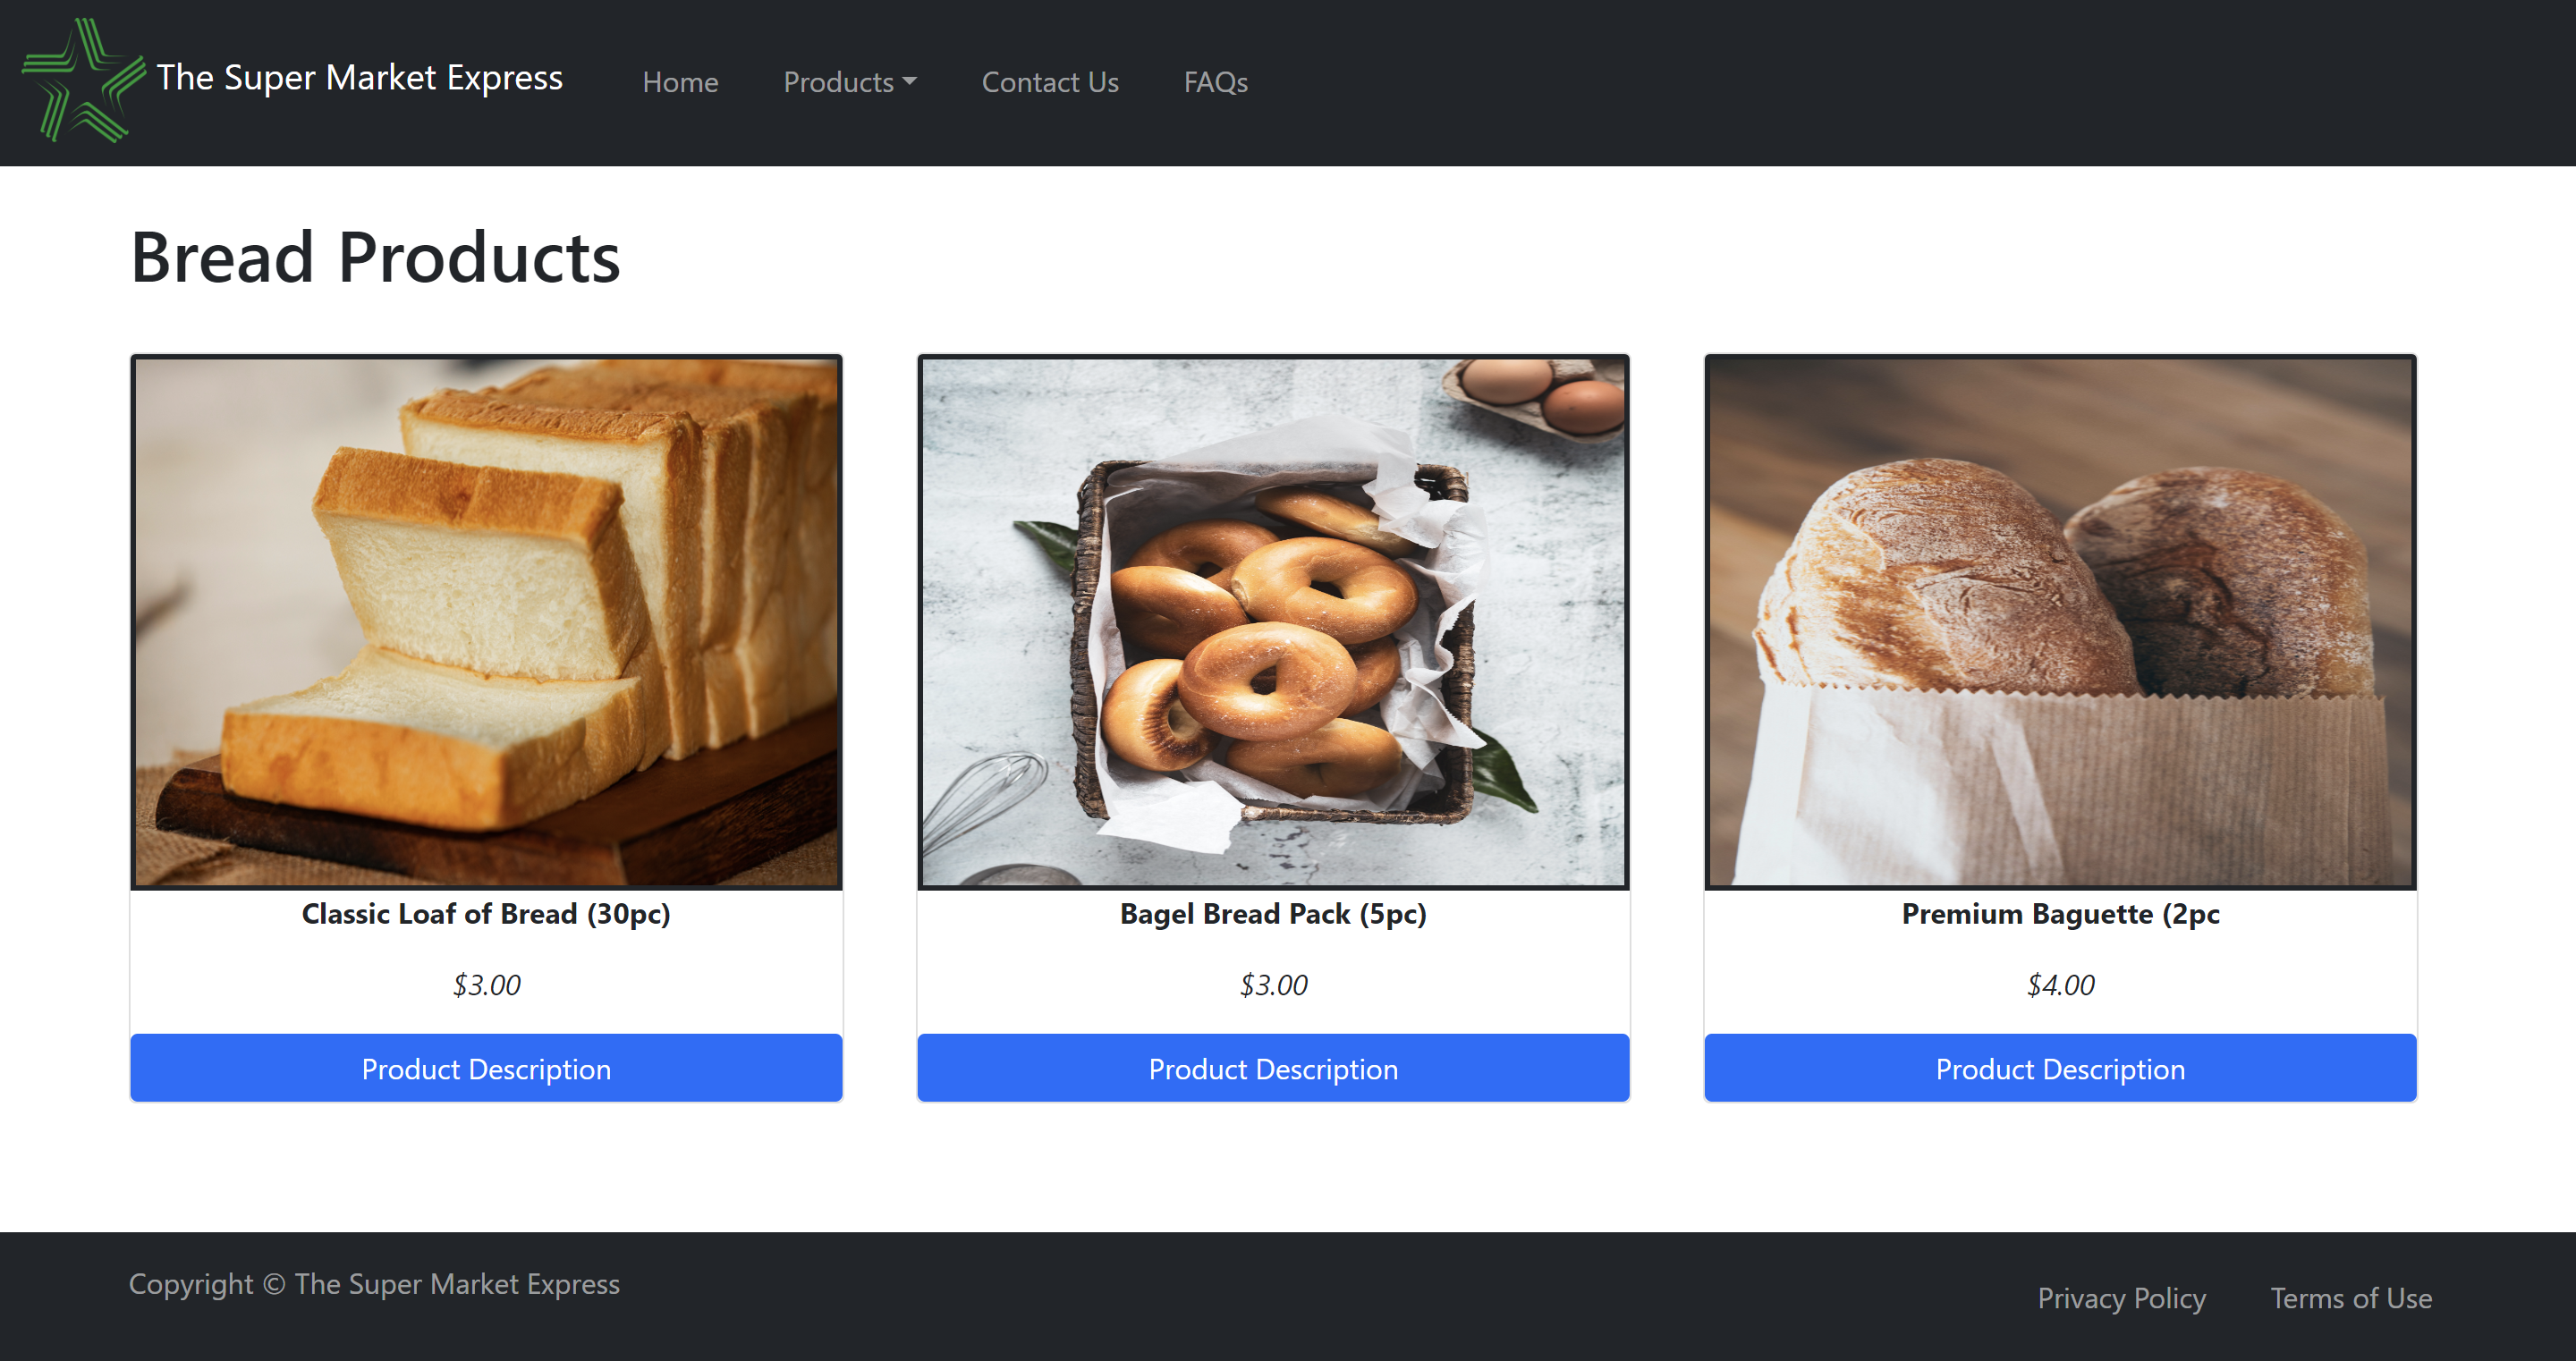 The Super Market Express
Home
Products
Contact Us
FAQs
Bread Products
Classic Loaf of Bread (30pc)
$3.00
Product Description
Bagel Bread Pack (5pc)
$3.00
Product Description
Premium Baguette (2pc
$4.00
Product Description
Copyright © The Super Market Express
Privacy Policy
Terms of Use